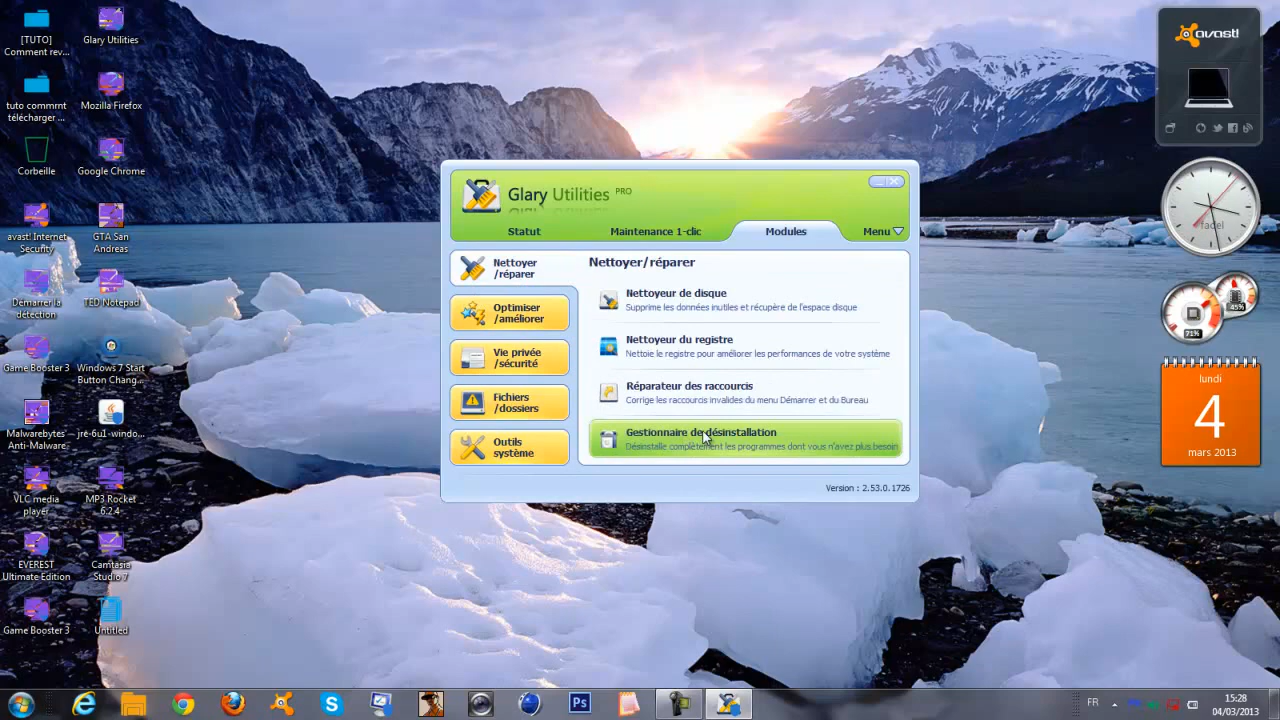 [TUTO]
Comment rev...
Glary Utilities
tuto commrnt
télécharger ...
Mozilla Firefox
Corbeille
Google Chrome
avast! Internet
Security
GTA San
Andreas
Démarrer la
détection
TED Notepad
Game Booster 3
Windows 7 Start
Button Chang...
Malwarebytes
Anti-Malware
jre-6u1-windo...
VLC media
player
MP3 Rocket
6.2.4
EVEREST
Ultimate Edition
Camtasia
Studio 7
Game Booster 3
Untitled
Glary Utilities PRO
Statut
Maintenance 1-clic
Modules
Menu
Nettoyer
/réparer
Optimiser
/améliorer
Vie privée
/sécurité
Fichiers
/dossiers
Outils
système
Nettoyer/réparer
Nettoyeur de disque
Supprime les données inutiles et récupère de l'espace disque
Nettoyeur du registre
Nettoie le registre pour améliorer les performances de votre système
Réparateur des raccourcis
Corrige les raccourcis invalides du menu Démarrer et du Bureau
Gestionnaire de désinstallation
Désinstalle complètement les programmes dont vous n'avez plus besoin
Version : 2.53.0.1726
avast!
fadel
45%
71%
lundi
4
mars 2013
Ps
FR
15:28
04/03/2013